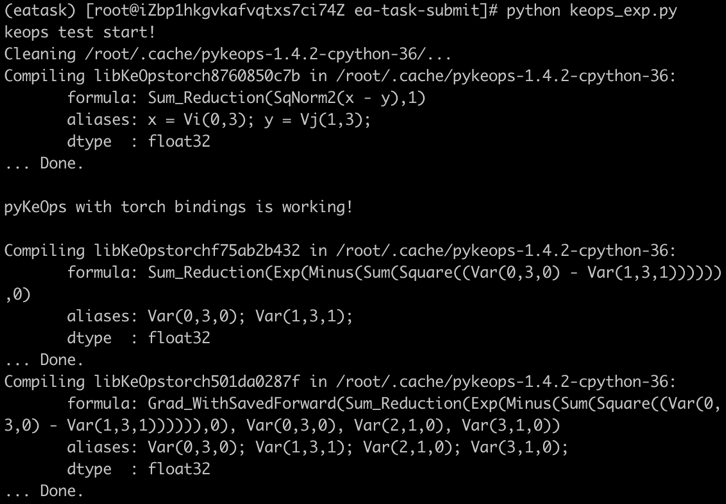 (eatask) [root@iZbp1hkgvkafvqtxs7ci74Z ea-task-submit]# python keops_exp.py
keops test start!
Cleaning /root/.cache/pykeops-1.4.2-cpython-36/...
Compiling libKeOpstorch8760850c7b in /root/.cache/pykeops-1.4.2-cpython-36:
       formula: Sum_Reduction(SqNorm2(x - y),1)
       aliases: x = Vi(0,3); y = Vj(1,3);
       dtype  : float32
... Done.

pyKeOps with torch bindings is working!

Compiling libKeOpstorchf75ab2b432 in /root/.cache/pykeops-1.4.2-cpython-36:
       formula: Sum_Reduction(Exp(Minus(Sum(Square((Var(0,3,0) - Var(1,3,1))))))
,0)
       aliases: Var(0,3,0); Var(1,3,1);
       dtype  : float32
... Done.
Compiling libKeOpstorch501da0287f in /root/.cache/pykeops-1.4.2-cpython-36:
       formula: Grad_WithSavedForward(Sum_Reduction(Exp(Minus(Sum(Square((Var(0,
3,0) - Var(1,3,1)))))),0), Var(0,3,0), Var(2,1,0), Var(3,1,0))
       aliases: Var(0,3,0); Var(1,3,1); Var(2,1,0); Var(3,1,0);
       dtype  : float32
... Done.